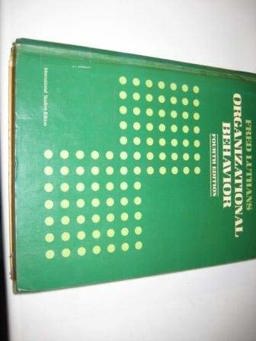 FRED LUTHANS
ORGANIZATIONAL
BEHAVIOR
FOURTH EDITION
International Student Edition